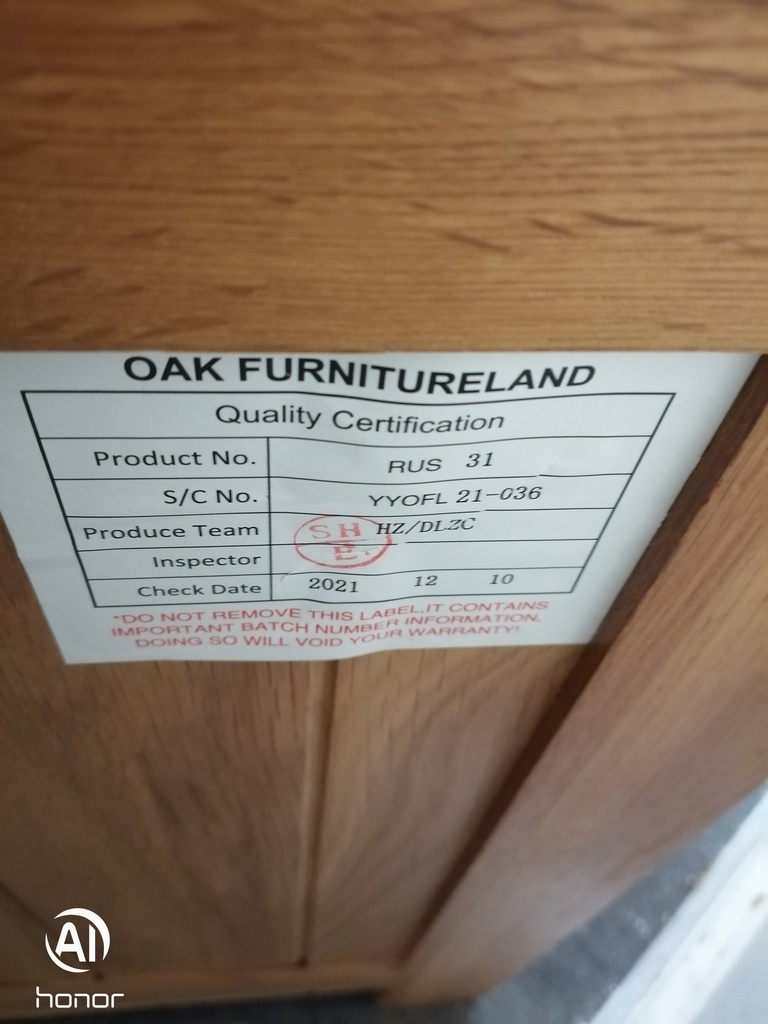 OAK FURNITURELAND
Quality Certification
Product No. RUS 31
S/C No. YYOFL 21-036
Produce Team HZ/DLZC
SH
P.
Inspector
Check Date 2021 12 10
*DO NOT REMOVE THIS LABEL,IT CONTAINS
IMPORTANT BATCH NUMBER INFORMATION,
DOING SO WILL VOID YOUR WARRANTY!
AI
honor